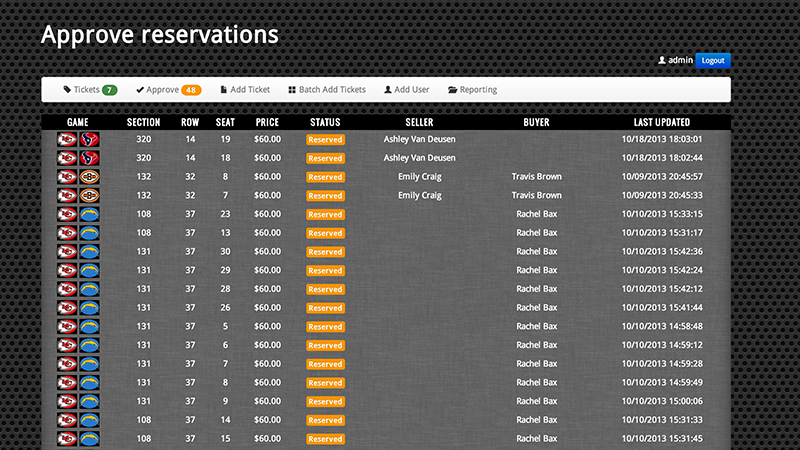 Approve reservations
admin Logout
Tickets 7 Approve 48 Add Ticket Batch Add Tickets Add User Reporting
GAME SECTION ROW SEAT PRICE STATUS SELLER BUYER LAST UPDATED
320 14 19 $60.00 Reserved Ashley Van Deusen 10/18/2013 18:03:01
320 14 18 $60.00 Reserved Ashley Van Deusen 10/18/2013 18:02:44
132 32 8 $60.00 Reserved Emily Craig Travis Brown 10/09/2013 20:45:57
132 32 7 $60.00 Reserved Emily Craig Travis Brown 10/09/2013 20:45:33
108 37 23 $60.00 Reserved Rachel Bax 10/10/2013 15:33:15
108 37 13 $60.00 Reserved Rachel Bax 10/10/2013 15:31:17
131 37 30 $60.00 Reserved Rachel Bax 10/10/2013 15:42:36
131 37 29 $60.00 Reserved Rachel Bax 10/10/2013 15:42:24
131 37 28 $60.00 Reserved Rachel Bax 10/10/2013 15:42:12
131 37 26 $60.00 Reserved Rachel Bax 10/10/2013 15:41:44
131 37 5 $60.00 Reserved Rachel Bax 10/10/2013 14:58:48
131 37 6 $60.00 Reserved Rachel Bax 10/10/2013 14:59:12
131 37 7 $60.00 Reserved Rachel Bax 10/10/2013 14:59:28
131 37 8 $60.00 Reserved Rachel Bax 10/10/2013 14:59:49
131 37 9 $60.00 Reserved Rachel Bax 10/10/2013 15:00:06
108 37 14 $60.00 Reserved Rachel Bax 10/10/2013 15:31:33
108 37 15 $60.00 Reserved Rachel Bax 10/10/2013 15:31:45